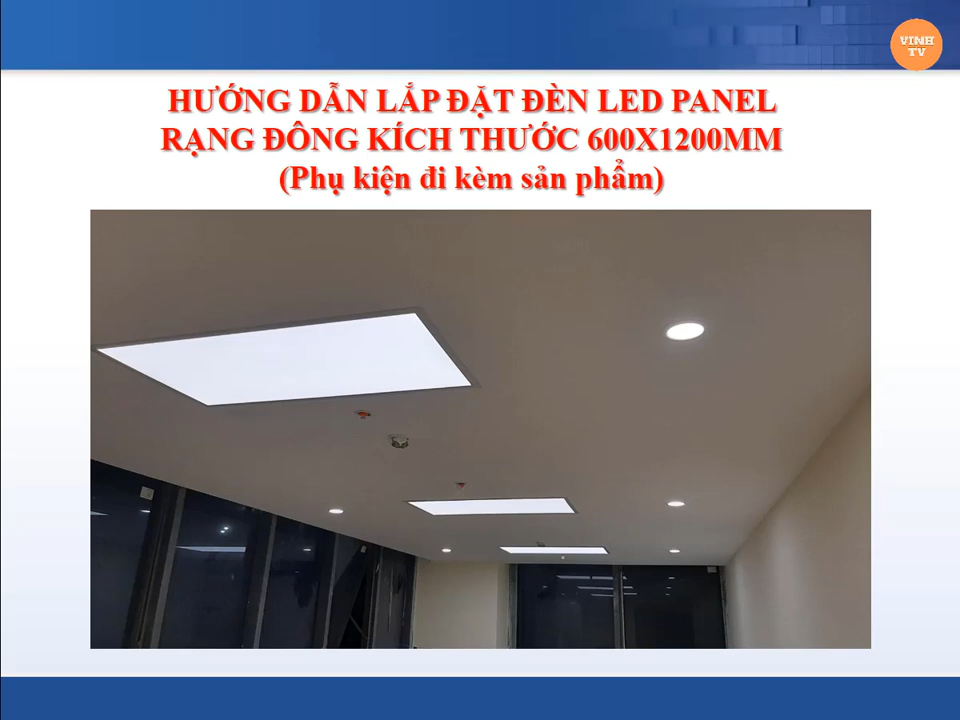 VINH
TV
HƯỚNG DẪN LẮP ĐẶT ĐÈN LED PANEL
RẠNG ĐÔNG KÍCH THƯỚC 600X1200MM
(Phụ kiện đi kèm sản phẩm)